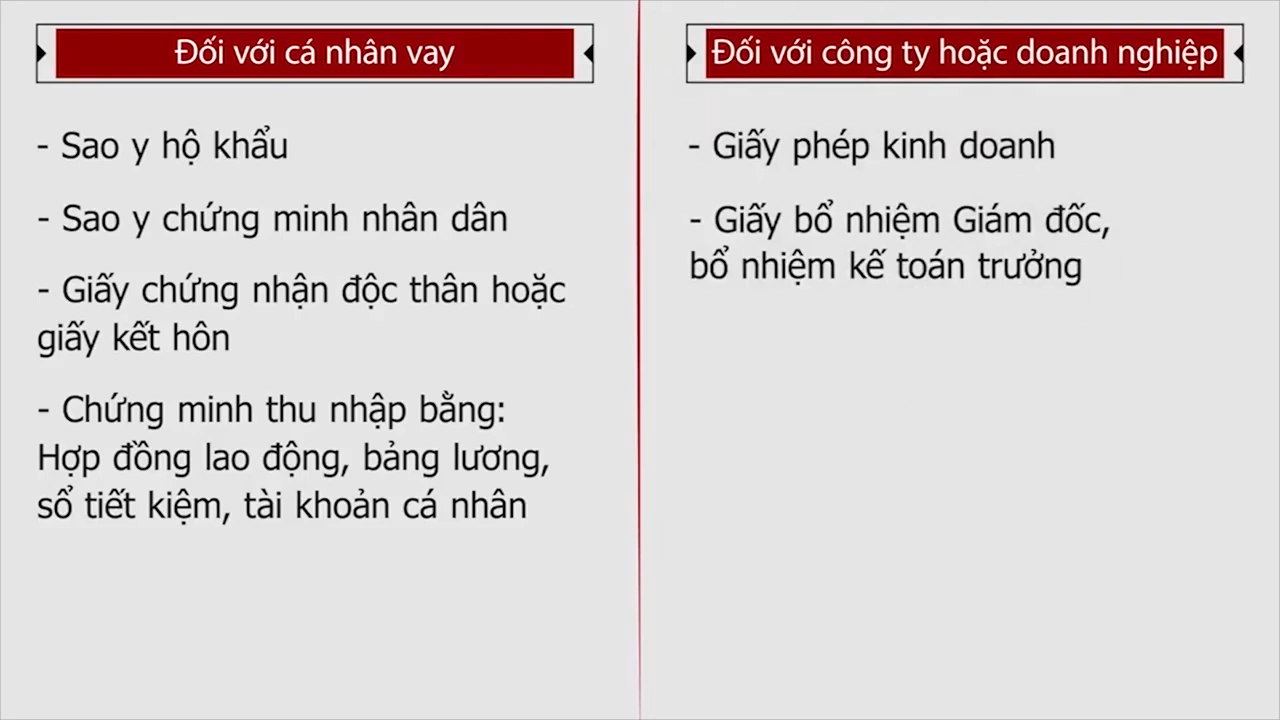 Đối với cá nhân vay
- Sao y hộ khẩu
- Sao y chứng minh nhân dân
- Giấy chứng nhận độc thân hoặc
giấy kết hôn
- Chứng minh thu nhập bằng:
Hợp đồng lao động, bảng lương,
sổ tiết kiệm, tài khoản cá nhân
Đối với công ty hoặc doanh nghiệp
- Giấy phép kinh doanh
- Giấy bổ nhiệm Giám đốc,
bổ nhiệm kế toán trưởng